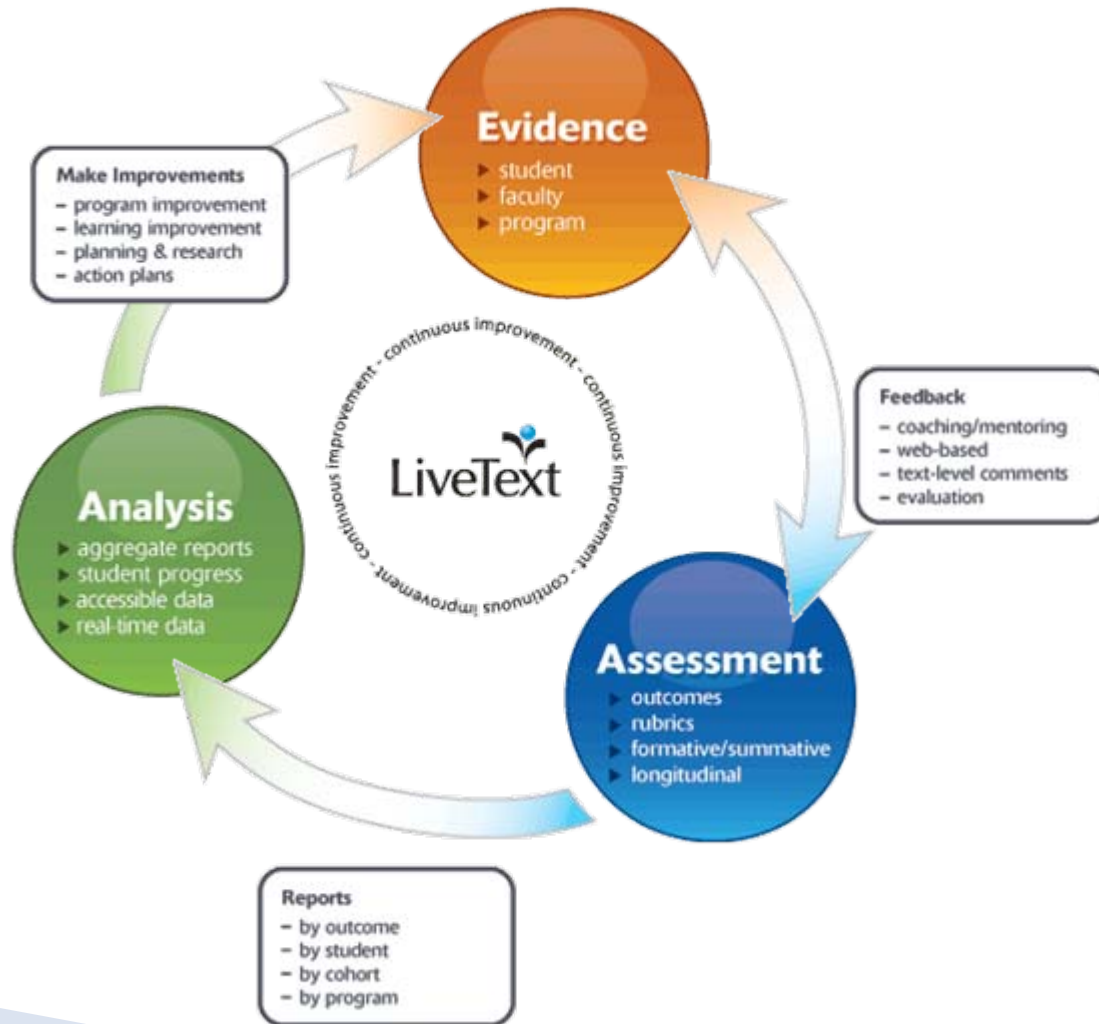 Evidence
student
faculty
program
Make Improvements
– program improvement
– learning improvement
– planning & research
– action plans
continuous improvement - continuous improvement - continuous improvement - continuous improvement -
LiveText
Feedback
– coaching/mentoring
– web-based
– text-level comments
– evaluation
Analysis
aggregate reports
student progress
accessible data
real-time data
Assessment
outcomes
rubrics
formative/summative
longitudinal
Reports
– by outcome
– by student
– by cohort
– by program